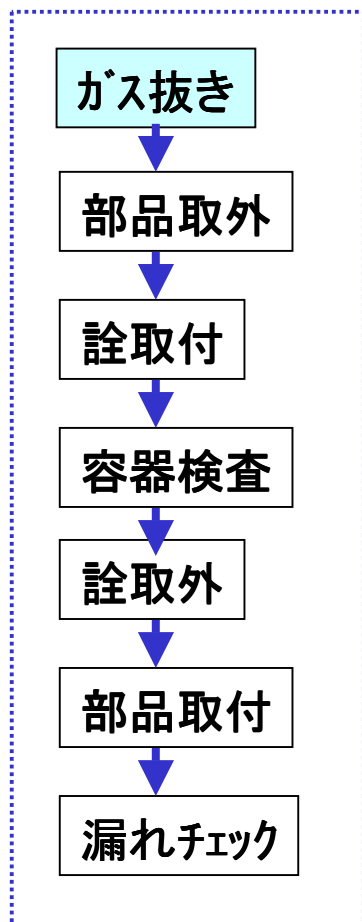 ガス抜き
部品取外
詮取付
容器検査
詮取外
部品取付
漏れチェック